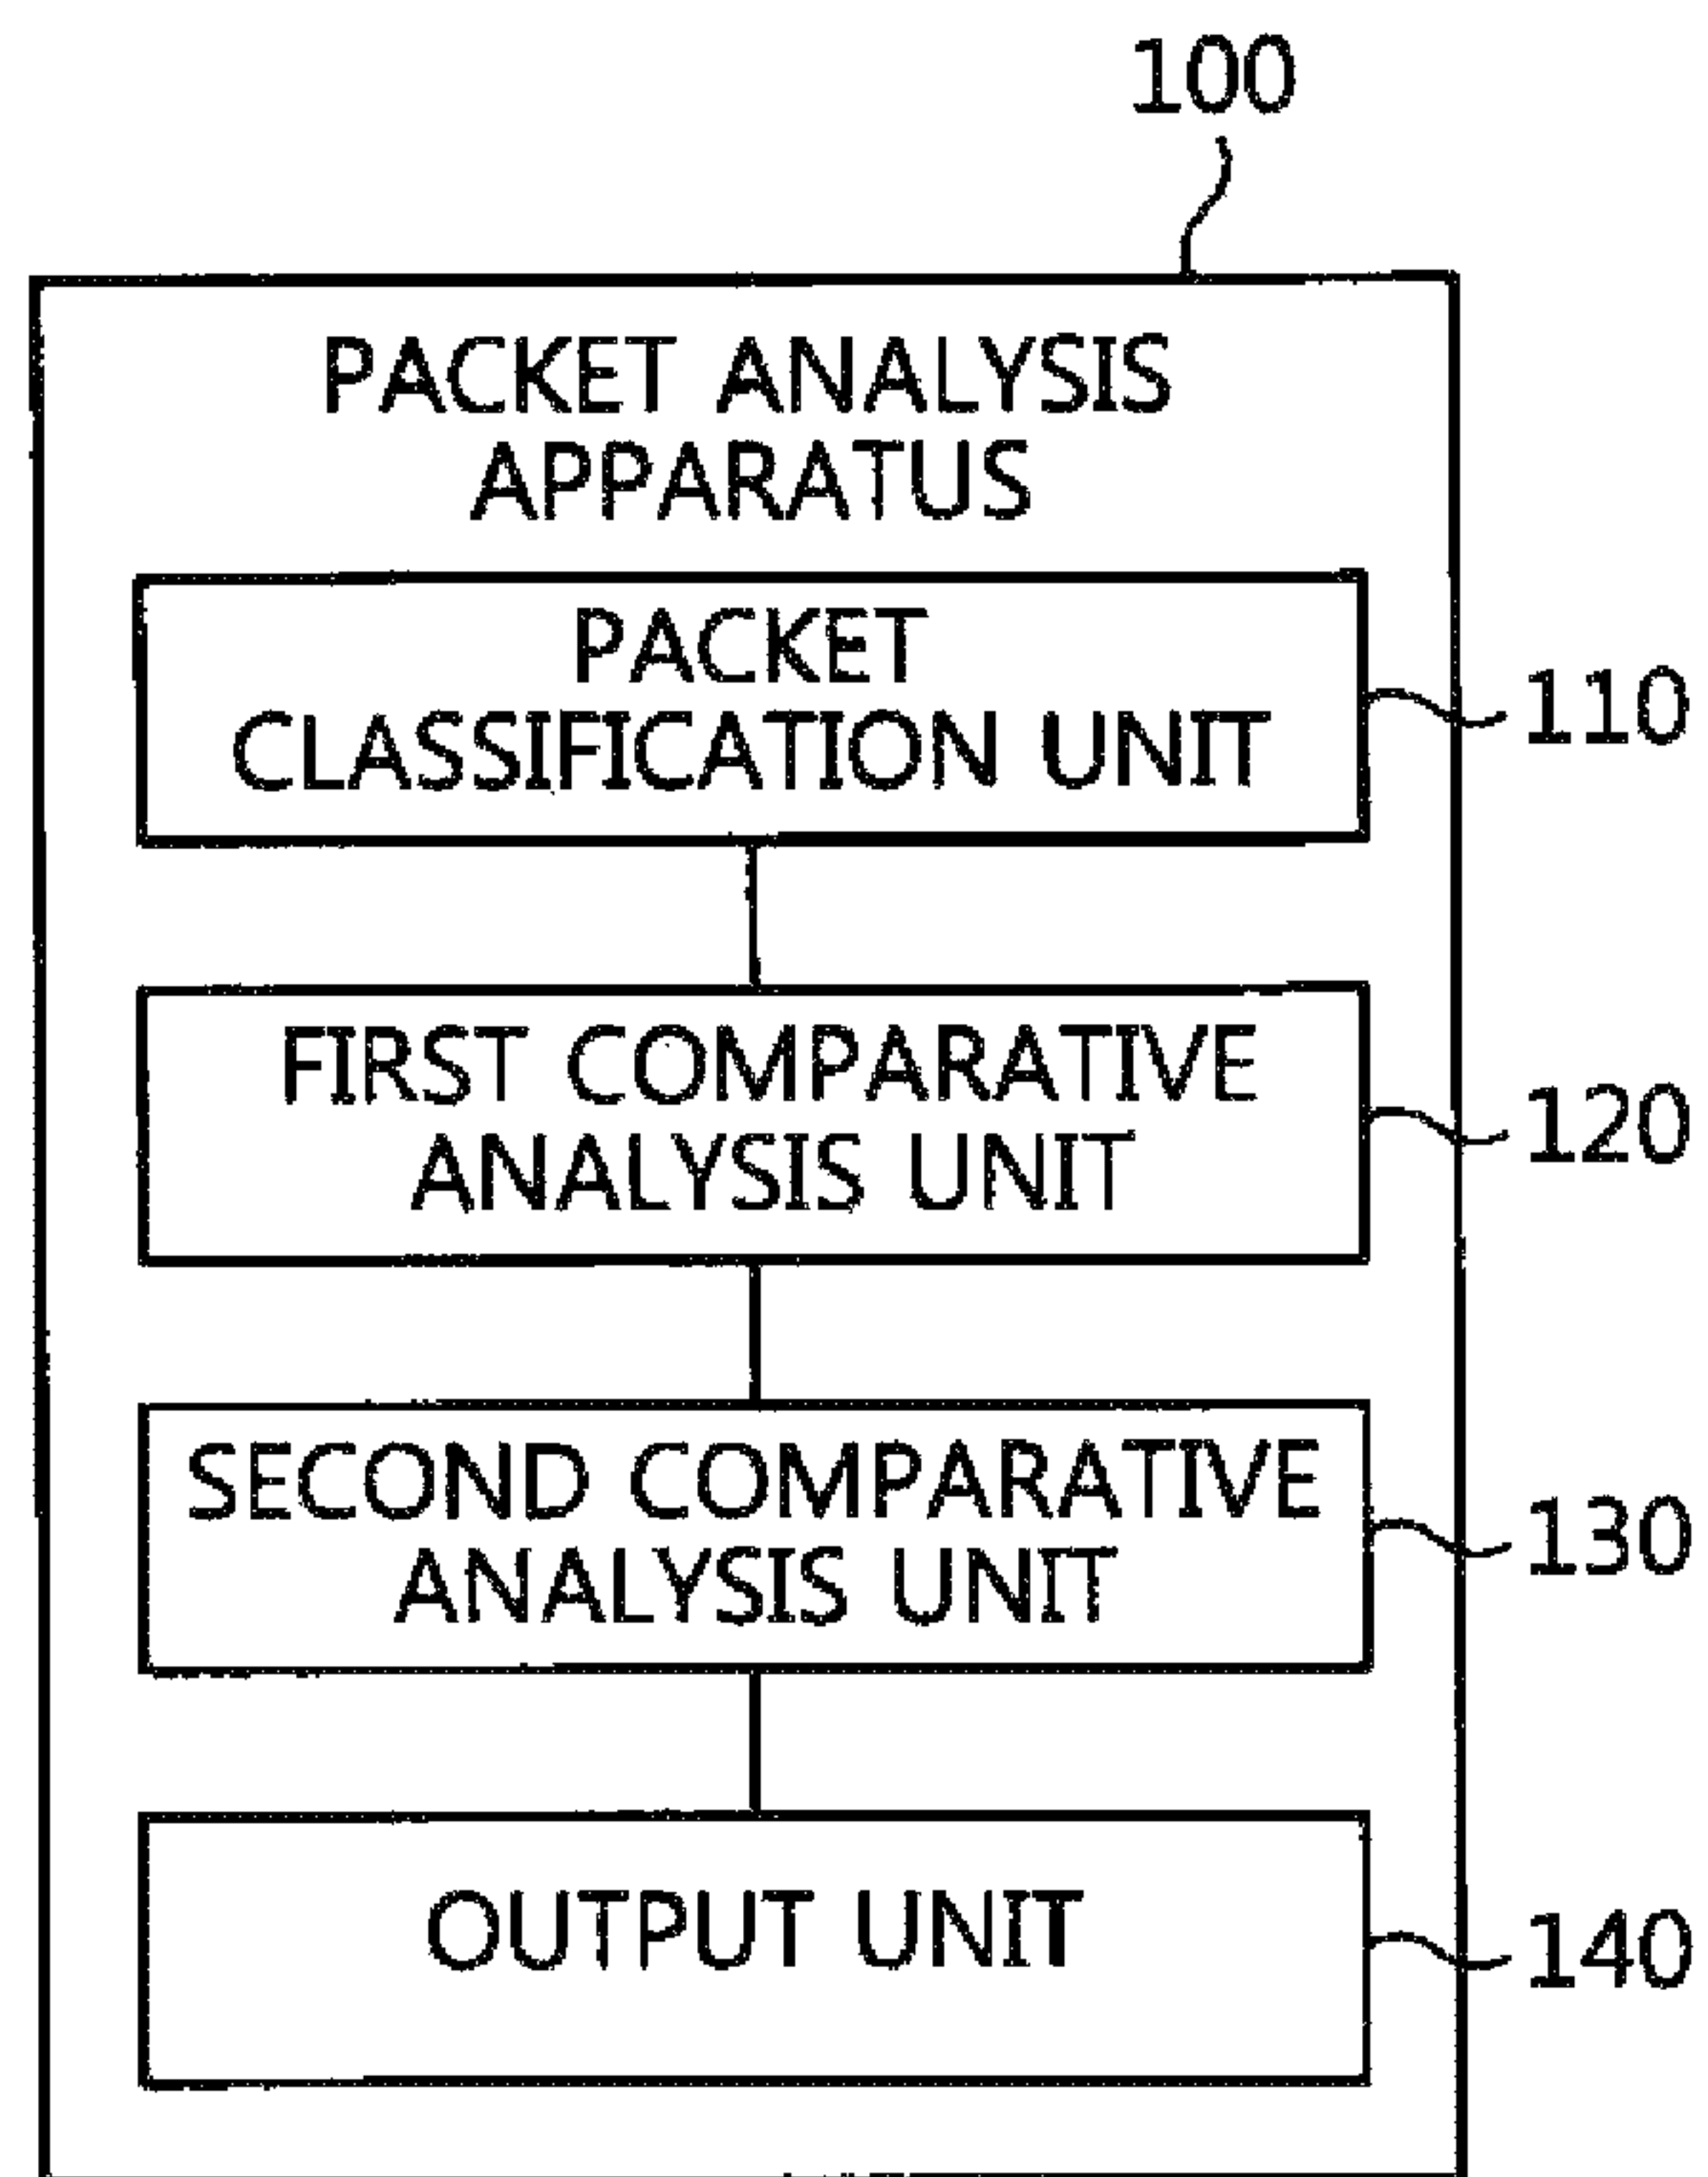 100
PACKET ANALYSIS
APPARATUS
PACKET
CLASSIFICATION UNIT
110
FIRST COMPARATIVE
ANALYSIS UNIT
120
SECOND COMPARATIVE
ANALYSIS UNIT
130
OUTPUT UNIT
140